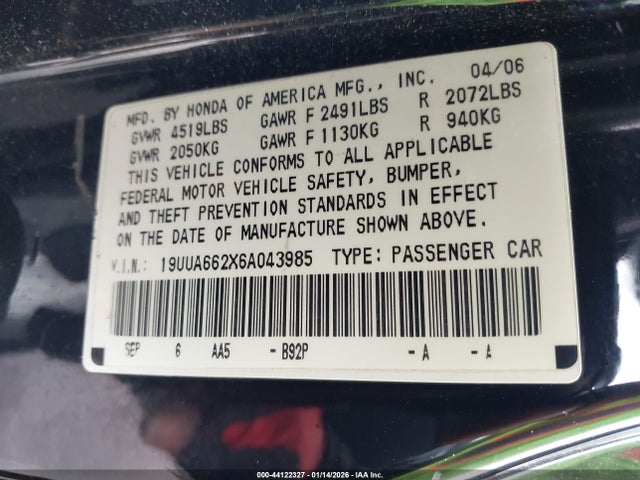 MFD. BY HONDA OF AMERICA MFG., INC. 04/06
GVWR 4519LBS GAWR F 2491LBS R 2072LBS
GVWR 2050KG GAWR F 1130KG R 940KG
THIS VEHICLE CONFORMS TO ALL APPLICABLE
FEDERAL MOTOR VEHICLE SAFETY, BUMPER,
AND THEFT PREVENTION STANDARDS IN EFFECT
ON THE DATE OF MANUFACTURE SHOWN ABOVE.
V.I.N.: 19UUA662X6A043985 TYPE: PASSENGER CAR
SEP 6 AA5 - B92P - A - A
000-44122327 - 01/14/2026 - IAA Inc.